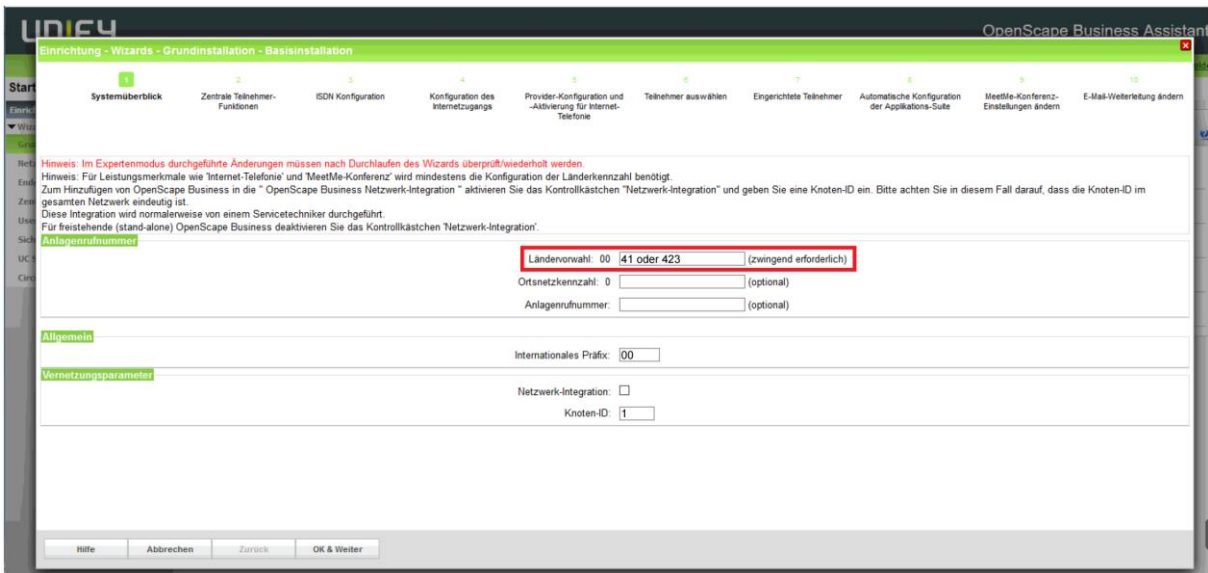 UNIFY
OpenScape Business Assistant
Einrichtung - Wizards - Grundinstallation - Basisinstallation
1
Systemüberblick
2
Zentrale Teilnehmer-
Funktionen
3
ISDN Konfiguration
4
Konfiguration des
Internetzugangs
5
Provider-Konfiguration und
-Aktivierung für Internet-
Telefonie
6
Teilnehmer auswählen
7
Eingerichtete Teilnehmer
8
Automatische Konfiguration
der Applikations-Suite
9
MeetMe-Konferenz-
Einstellungen ändern
10
E-Mail-Weiterleitung ändern
Start
Hinweis: Im Expertenmodus durchgeführte Änderungen müssen nach Durchlaufen des Wizards überprüft/wiederholt werden.
Hinweis: Für Leistungsmerkmale wie 'Internet-Telefonie' und 'MeetMe-Konferenz' wird mindestens die Konfiguration der Länderkennzahl benötigt.
Zum Hinzufügen von OpenScape Business in die " OpenScape Business Netzwerk-Integration " aktivieren Sie das Kontrollkästchen "Netzwerk-Integration" und geben Sie eine Knoten-ID ein. Bitte achten Sie in diesem Fall darauf, dass die Knoten-ID im
gesamten Netzwerk eindeutig ist.
Diese Integration wird normalerweise von einem Servicetechniker durchgeführt.
Für freistehende (stand-alone) OpenScape Business deaktivieren Sie das Kontrollkästchen 'Netzwerk-Integration'.
Anlagenrufnummer
Ländervorwahl: 00 41 oder 423 (zwingend erforderlich)
Ortsnetzkennzahl: 0 (optional)
Anlagenrufnummer: (optional)
Allgemein
Internationales Präfix: 00
Vernetzungsparameter
Netzwerk-Integration:
Knoten-ID: 1
Hilfe Abbrechen Zurück OK & Weiter